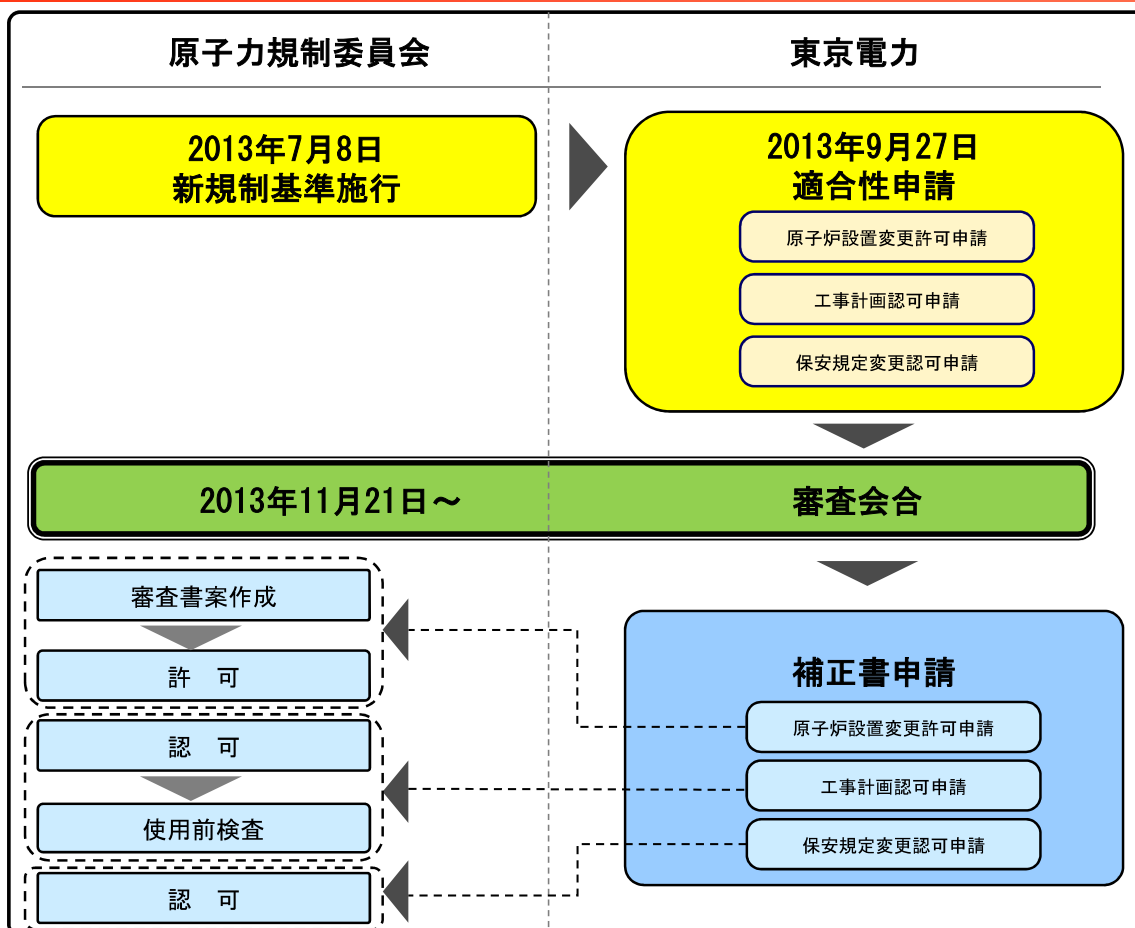 原子力規制委員会
東京電力
2013年7月8日
新規制基準施行
2013年9月27日
適合性申請
原子炉設置変更許可申請
工事計画認可申請
保安規定変更認可申請
2013年11月21日～
審査会合
審査書案作成
許　可
認　可
使用前検査
認　可
補正書申請
原子炉設置変更許可申請
工事計画認可申請
保安規定変更認可申請